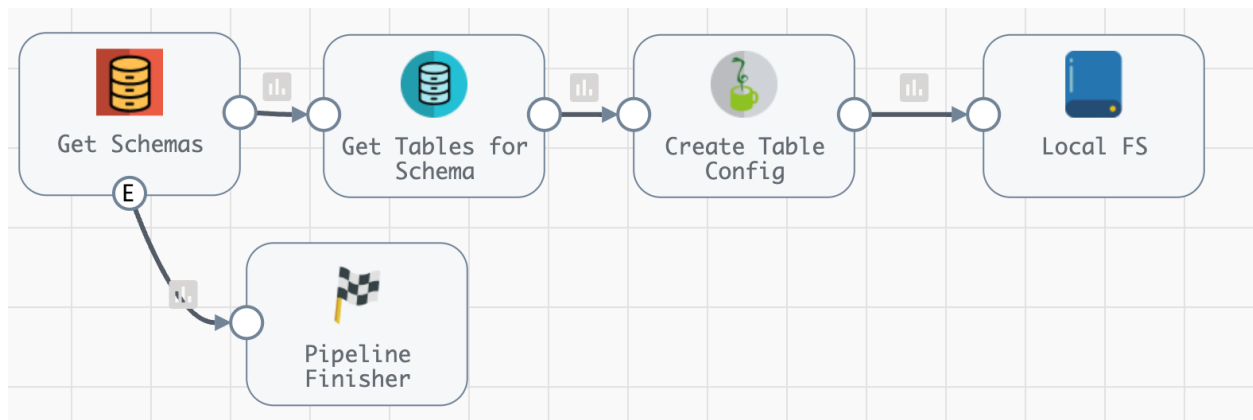 Get Schemas
Get Tables for
Schema
Create Table
Config
Local FS
E
Pipeline
Finisher